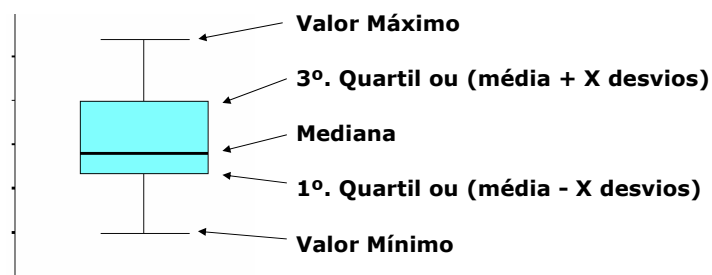 Valor Máximo
3º. Quartil ou (média + X desvios)
Mediana
1º. Quartil ou (média - X desvios)
Valor Mínimo